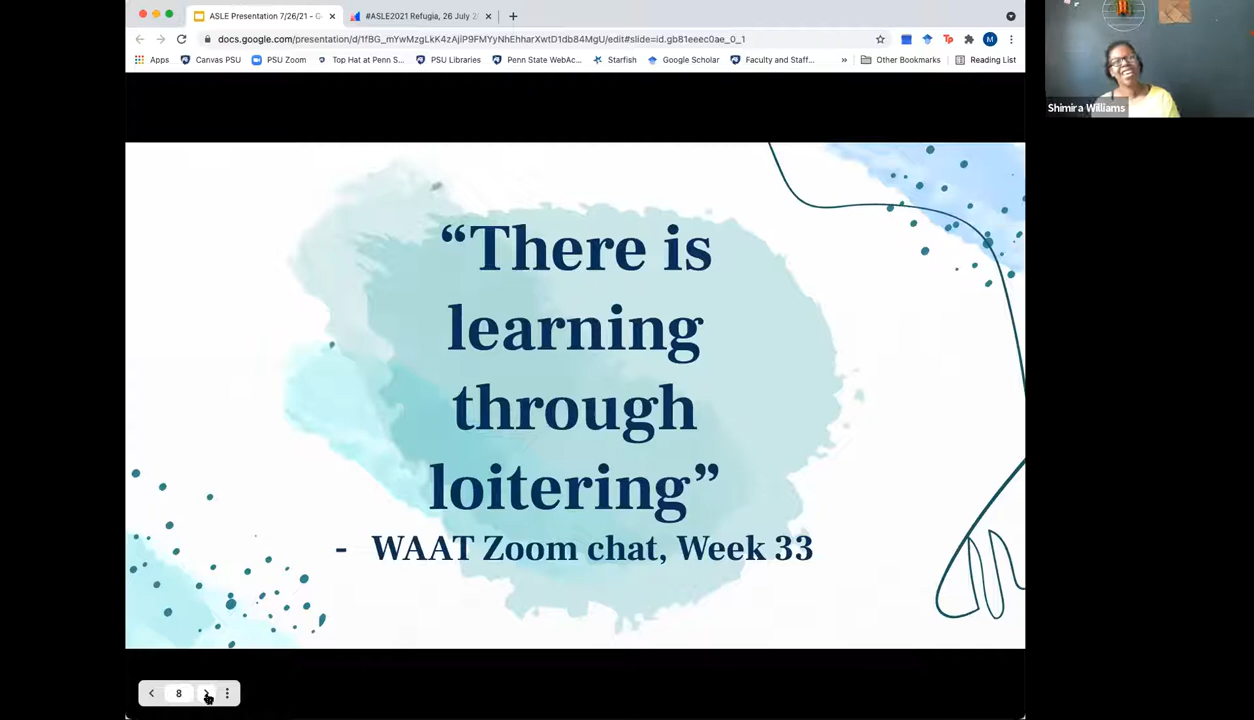 ASLE Presentation 7/26/21 - G
#ASLE2021 Refugia, 26 July 2
docs.google.com/presentation/d/1fBG_mYwMzgLkK4zAjlP9FMYyNhEhharXwtD1db84MgU/edit#slide=id.gb81eeec0ae_0_1
M
Apps
Canvas PSU
PSU Zoom
Top Hat at Penn S...
PSU Libraries
Penn State WebAc...
Starfish
Google Scholar
Faculty and Staff...
»
Other Bookmarks
Reading List
Shimira Williams
“There is
learning
through
loitering”
- WAAT Zoom chat, Week 33
8